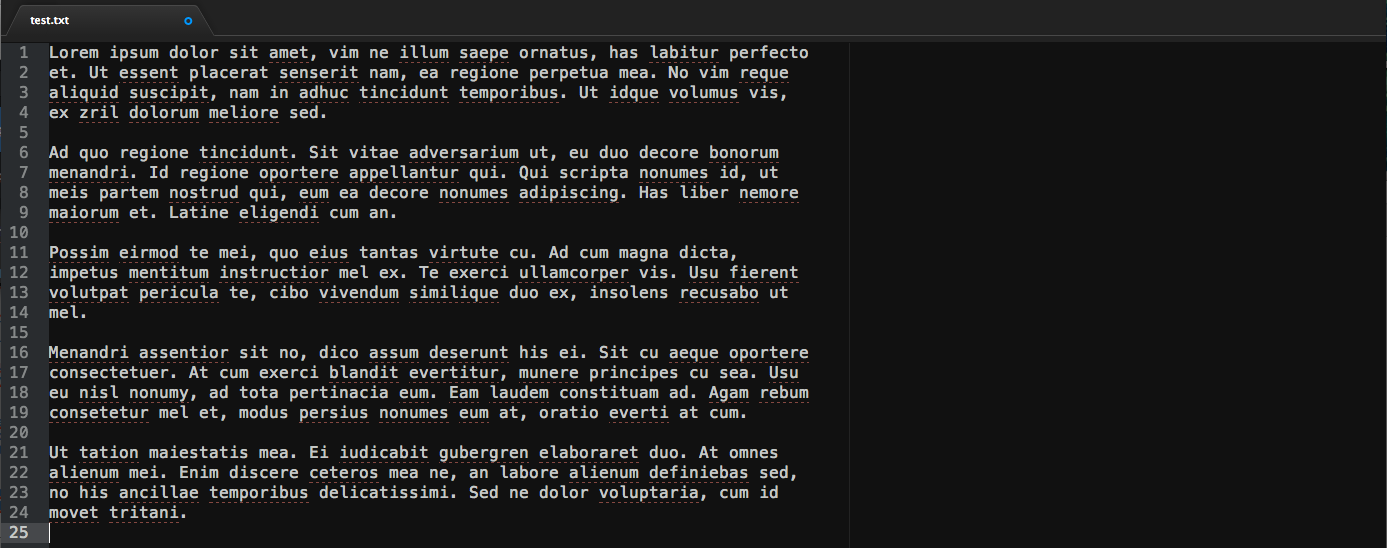 test.txt
1 Lorem ipsum dolor sit amet, vim ne illum saepe ornatus, has labitur perfecto
2 et. Ut essent placerat senserit nam, ea regione perpetua mea. No vim reque
3 aliquid suscipit, nam in adhuc tincidunt temporibus. Ut idque volumus vis,
4 ex zril dolorum meliore sed.
5
6 Ad quo regione tincidunt. Sit vitae adversarium ut, eu duo decore bonorum
7 menandri. Id regione oportere appellantur qui. Qui scripta nonumes id, ut
8 meis partem nostrud qui, eum ea decore nonumes adipiscing. Has liber nemore
9 maiorum et. Latine eligendi cum an.
10
11 Possim eirmod te mei, quo eius tantas virtute cu. Ad cum magna dicta,
12 impetus mentitum instructior mel ex. Te exerci ullamcorper vis. Usu fierent
13 volutpat pericula te, cibo vivendum similique duo ex, insolens recusabo ut
14 mel.
15
16 Menandri assentior sit no, dico assum deserunt his ei. Sit cu aeque oportere
17 consectetuer. At cum exerci blandit evertitur, munere principes cu sea. Usu
18 eu nisl nonumy, ad tota pertinacia eum. Eam laudem constituam ad. Agam rebum
19 consetetur mel et, modus persius nonumes eum at, oratio everti at cum.
20
21 Ut tation maiestatis mea. Ei iudicabit gubergren elaboraret duo. At omnes
22 alienum mei. Enim discere ceteros mea ne, an labore alienum definiebas sed,
23 no his ancillae temporibus delicatissimi. Sed ne dolor voluptaria, cum id
24 movet tritani.
25